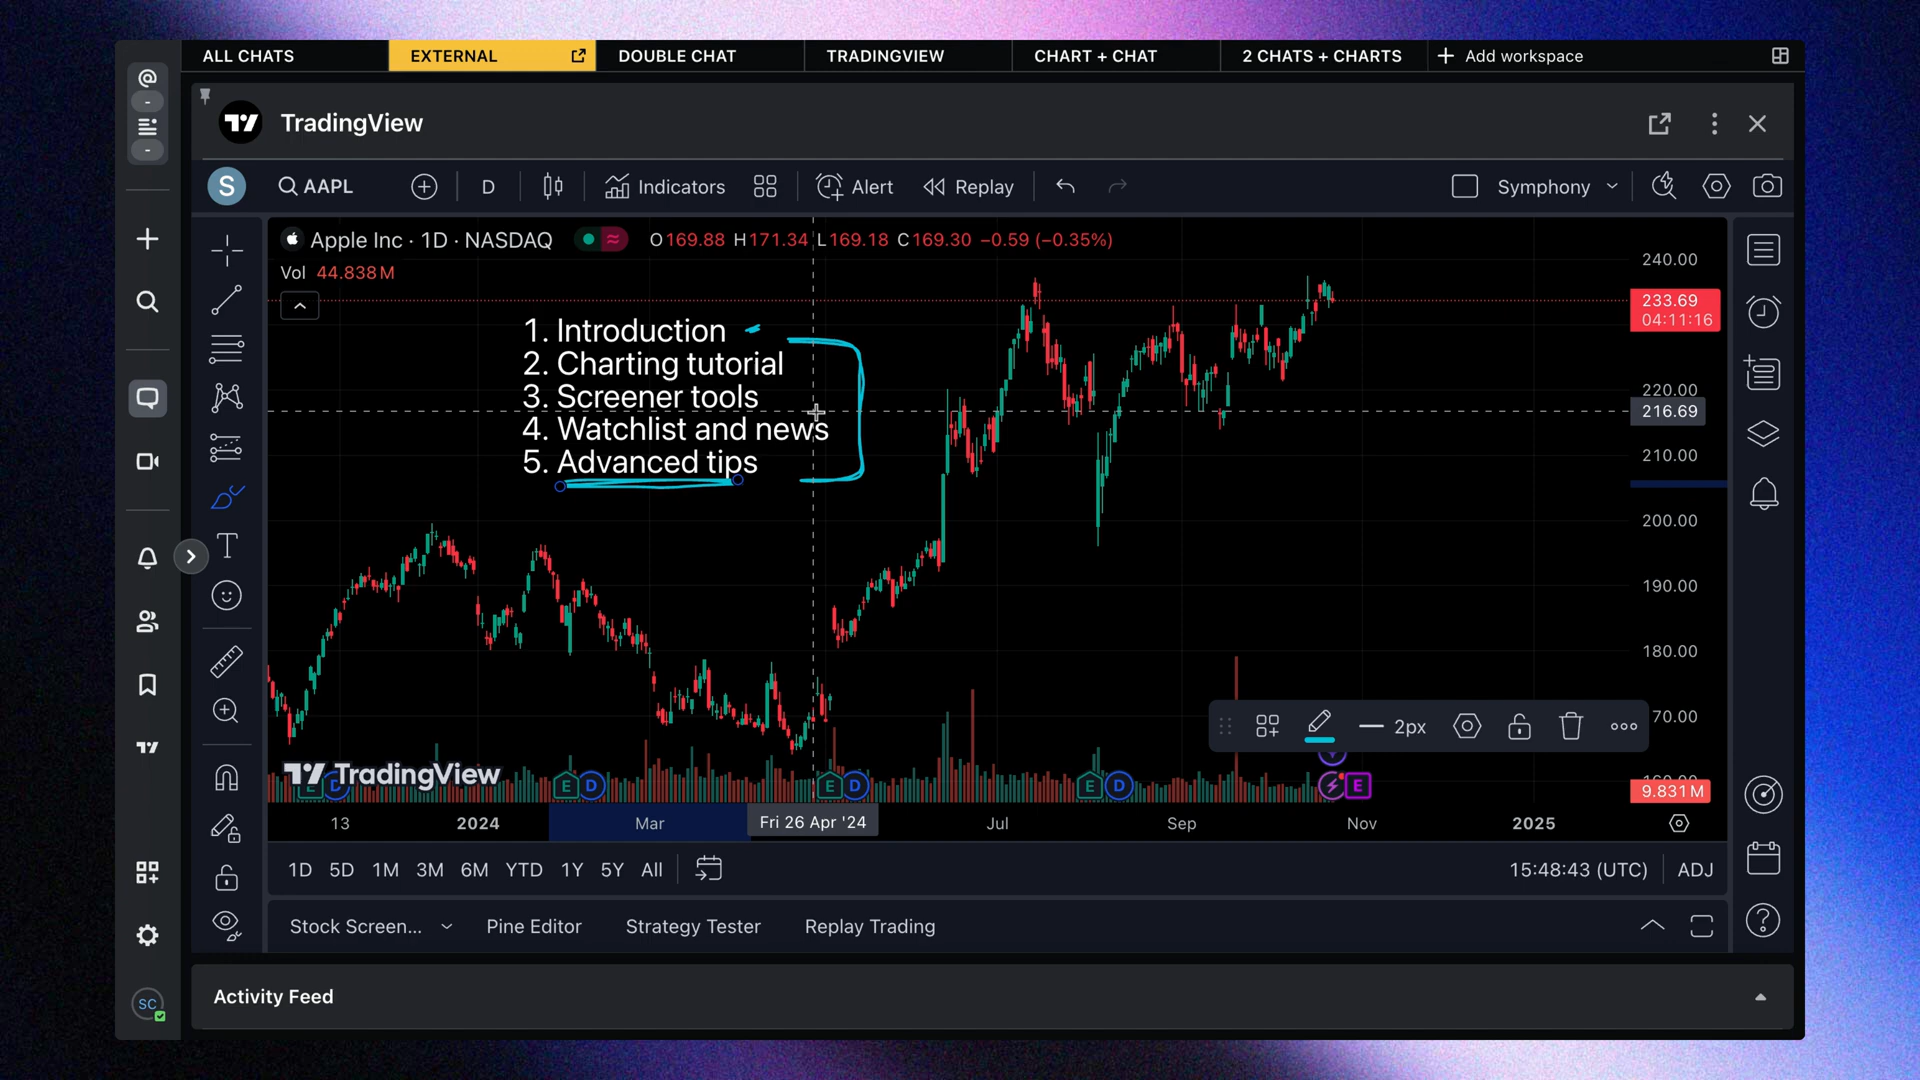 ALL CHATS
EXTERNAL
DOUBLE CHAT
TRADINGVIEW
CHART + CHAT
2 CHATS + CHARTS
Add workspace
TradingView
S
AAPL
D
Indicators
Alert
Replay
Symphony
Apple Inc · 1D · NASDAQ
O169.88 H171.34 L169.18 C169.30 −0.59 (−0.35%)
Vol 44.838M
1. Introduction
2. Charting tutorial
3. Screener tools
4. Watchlist and news
5. Advanced tips
240.00
233.69
04:11:16
220.00
216.69
210.00
200.00
190.00
180.00
70.00
9.831M
2px
TradingView
E D
E D
E D
E D
E
13
2024
Mar
Fri 26 Apr '24
Jul
Sep
Nov
2025
1D 5D 1M 3M 6M YTD 1Y 5Y All
15:48:43 (UTC)
ADJ
Stock Screen...
Pine Editor
Strategy Tester
Replay Trading
SC
Activity Feed